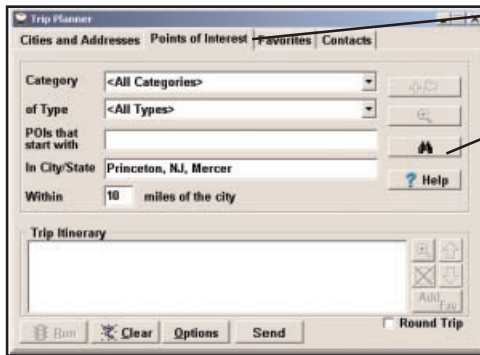 Trip Planner
Cities and Addresses Points of Interest Favorites Contacts
Category <All Categories>
of Type <All Types>
POIs that
start with
In City/State Princeton, NJ, Mercer
Within 10 miles of the city
? Help
Trip Itinerary
Add
Fav
Run Clear Options Send Round Trip